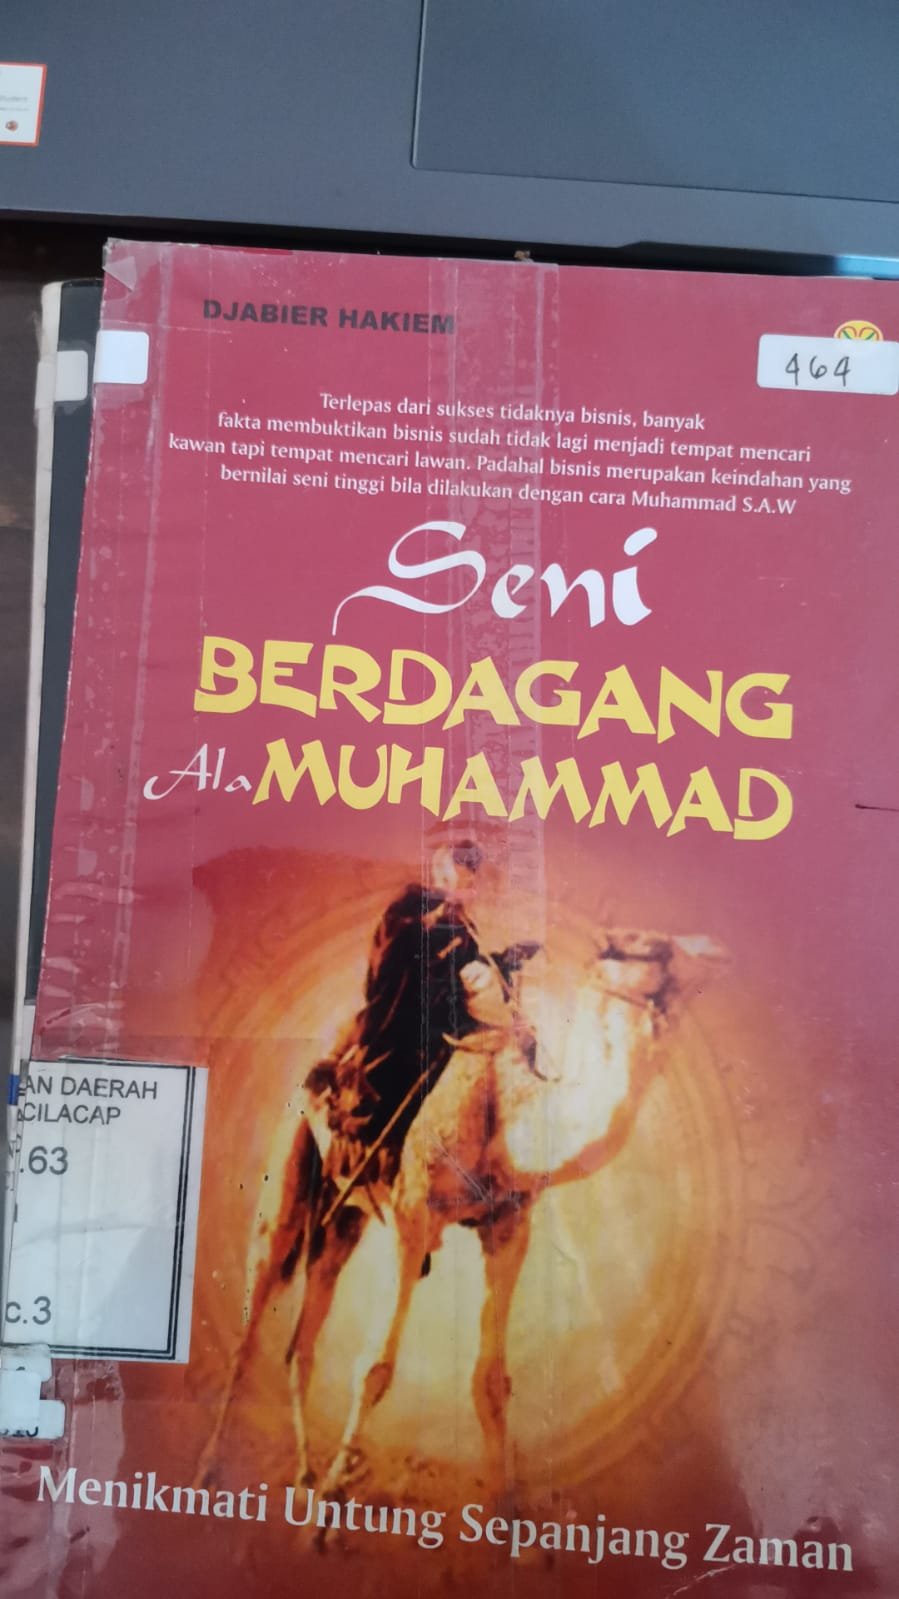 DJABIER HAKIEM
464
Terlepas dari sukses tidaknya bisnis, banyak
fakta membuktikan bisnis sudah tidak lagi menjadi tempat mencari
kawan tapi tempat mencari lawan. Padahal bisnis merupakan keindahan yang
bernilai seni tinggi bila dilakukan dengan cara Muhammad S.A.W
Seni
BERDAGANG
Ala MUHAMMAD
AN DAERAH
CILACAP
.63
c.3
Menikmati Untung Sepanjang Zaman